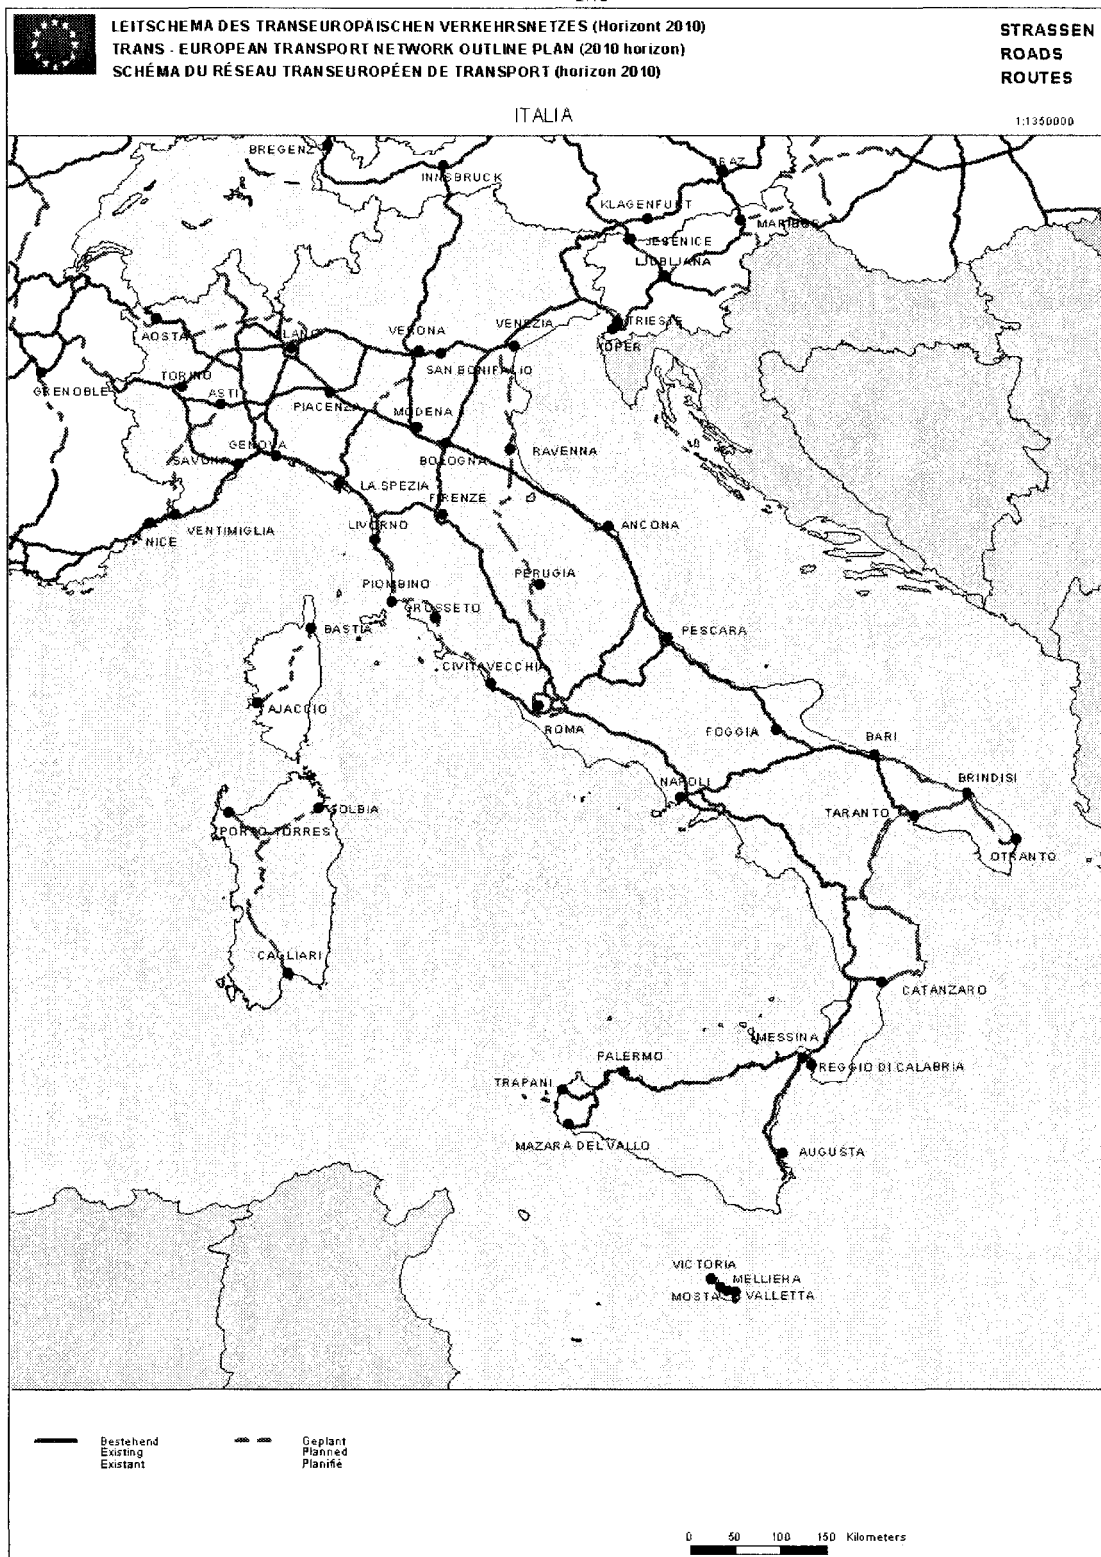 LEITSCHEMA DES TRANSEUROPÄISCHEN VERKEHRSNETZES (Horizont 2010)
TRANS - EUROPEAN TRANSPORT NETWORK OUTLINE PLAN (2010 horizon)
SCHÉMA DU RÉSEAU TRANSEUROPÉEN DE TRANSPORT (horizon 2010)
STRASSEN
ROADS
ROUTES
ITALIA
1:1350000
BREGENZ
INNSBRUCK
KLAGENFURT
MARIBOR
JESENICE
LJUBLJANA
AOSTA
VERONA
VENEZIA
TRIESTE
KOPER
SAN BONIFACIO
GRENOBLE
TORINO
ASTI
PIACENZA
MODENA
GENOVA
SAVONA
BOLOGNA
RAVENNA
LA SPEZIA
FIRENZE
LIVORNO
VENTIMIGLIA
NICE
ANCONA
PIOMBINO
PERUGIA
GROSSETO
BASTIA
PESCARA
CIVITAVECCHIA
AJACCIO
ROMA
FOGGIA
BARI
NAPOLI
BRINDISI
OLBIA
PORTO TORRES
TARANTO
OTRANTO
CAGLIARI
CATANZARO
MESSINA
PALERMO
REGGIO DI CALABRIA
TRAPANI
MAZARA DEL VALLO
AUGUSTA
VICTORIA
MELLIEHA
MOSTA
VALLETTA
Bestehend
Existing
Existant
Geplant
Planned
Planifié
0 50 100 150 Kilometers